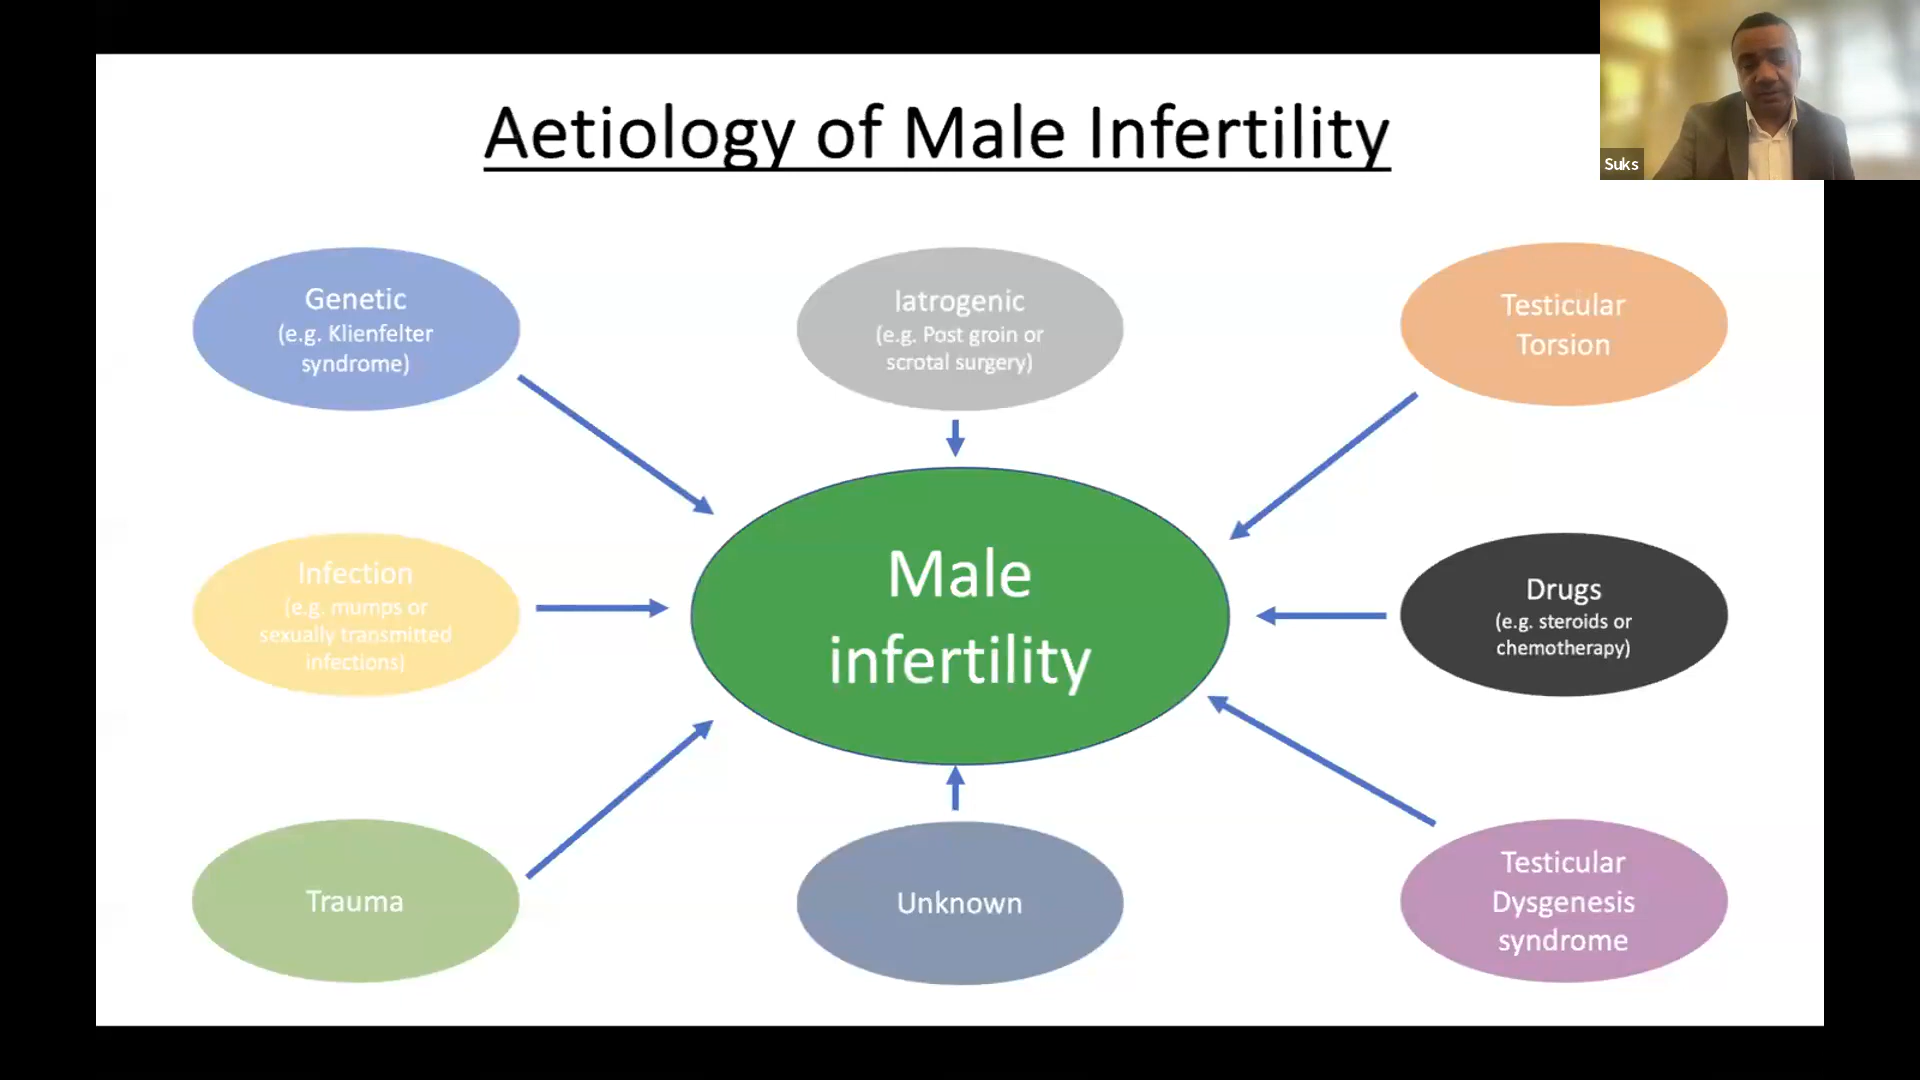 Aetiology of Male Infertility
Suks
Genetic
(e.g. Klienfelter
syndrome)
Iatrogenic
(e.g. Post groin or
scrotal surgery)
Testicular
Torsion
Infection
(e.g. mumps or
sexually transmitted
infections)
Male
infertility
Drugs
(e.g. steroids or
chemotherapy)
Trauma
Unknown
Testicular
Dysgenesis
syndrome